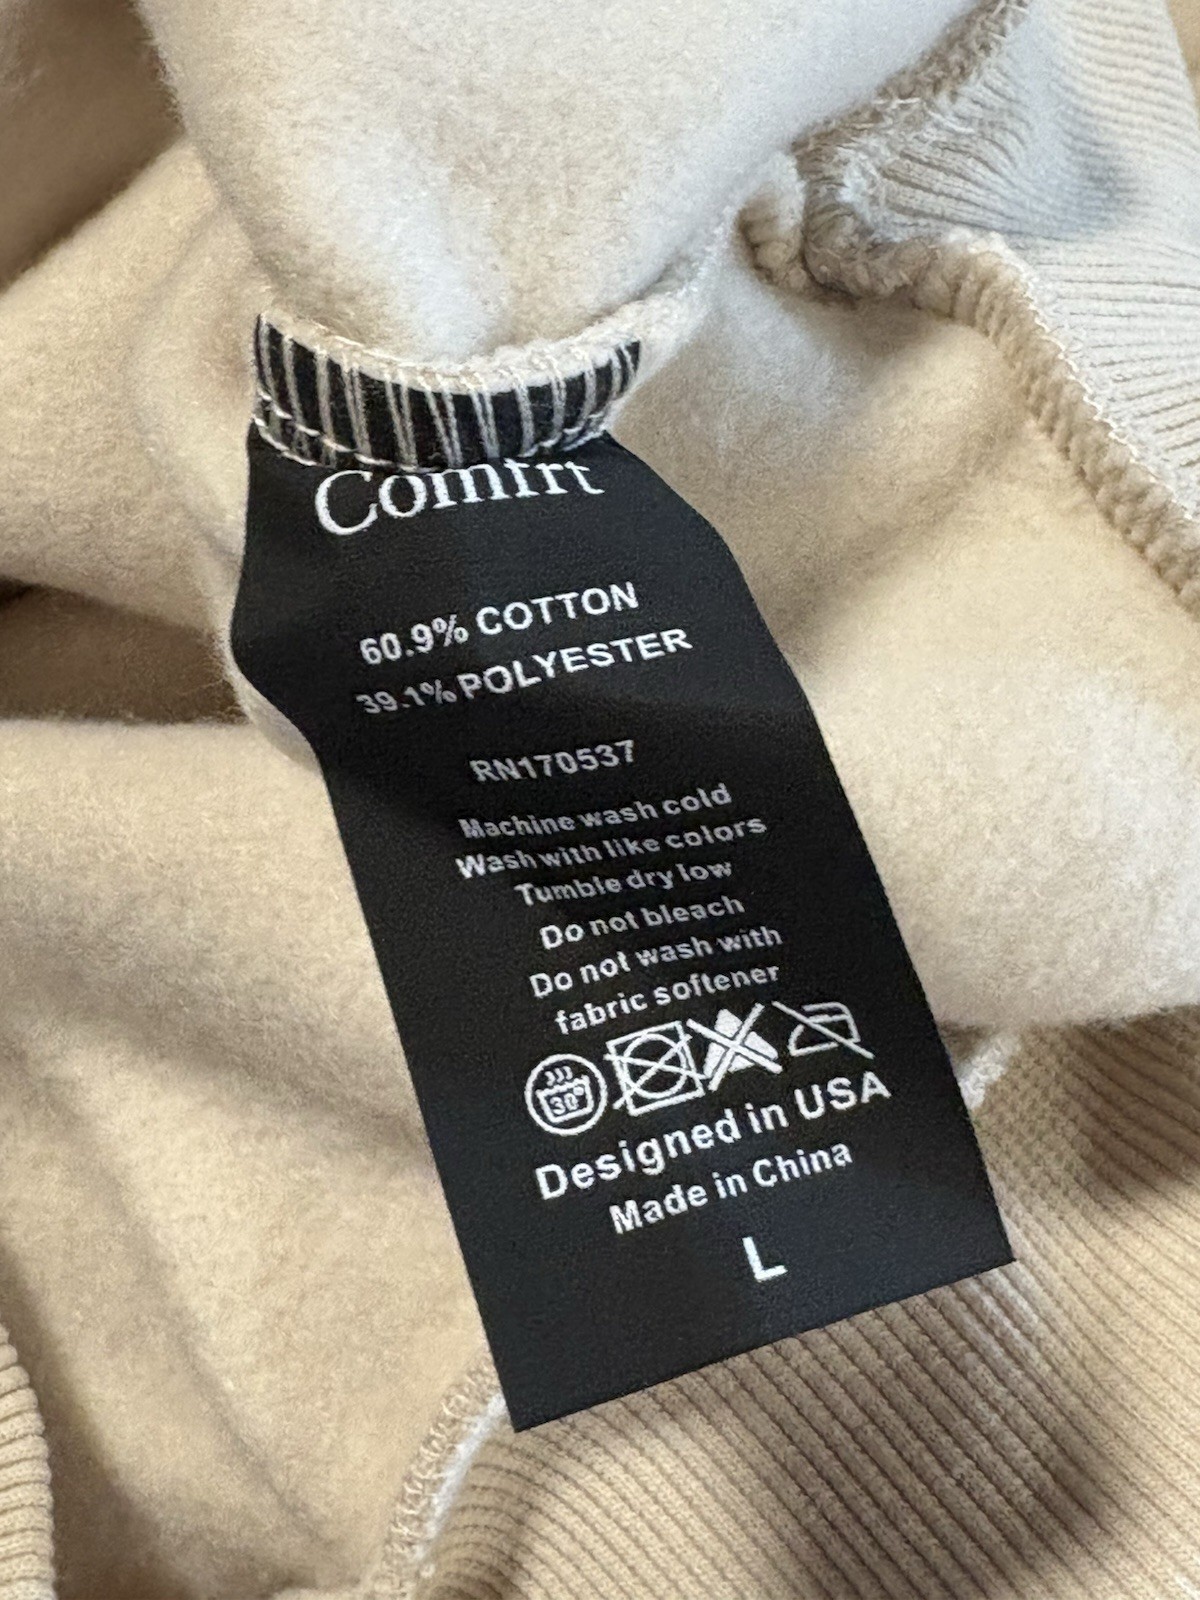 Comfrt
60.9% COTTON
39.1% POLYESTER
RN170537
Machine wash cold
Wash with like colors
Tumble dry low
Do not bleach
Do not wash with
fabric softener
30°
Designed in USA
Made in China
L